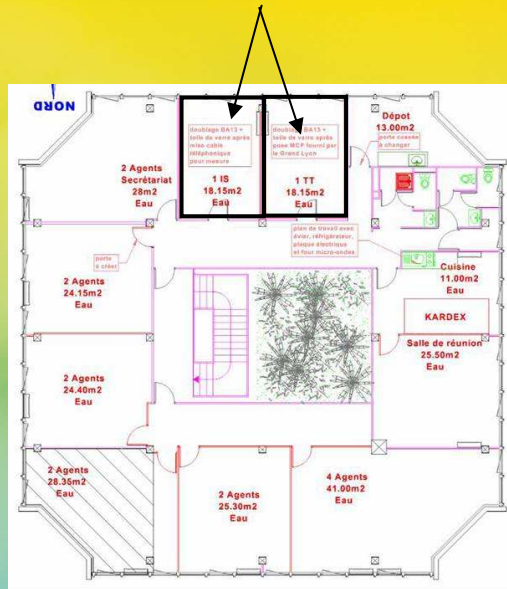 NORD
doublage BA13 +
toile de verre après
mise cable
téléphonique
pour mesure
1 IS
18.15m2
Eau
doublage BA13 +
toile de verre après
pose MCP fourni par
le Grand Lyon
1 TT
18.15m2
Eau
Dépot
13.00m2
porte cassée
à changer
2 Agents
Secrétariat
28m2
Eau
plan de travail avec
évier, réfrigérateur,
plaque électrique
et four micro-ondes
porte
à créer
Cuisine
11.00m2
Eau
2 Agents
24.15m2
Eau
KARDEX
Salle de réunion
25.50m2
Eau
2 Agents
24.40m2
Eau
2 Agents
28.35m2
Eau
2 Agents
25.30m2
Eau
4 Agents
41.00m2
Eau